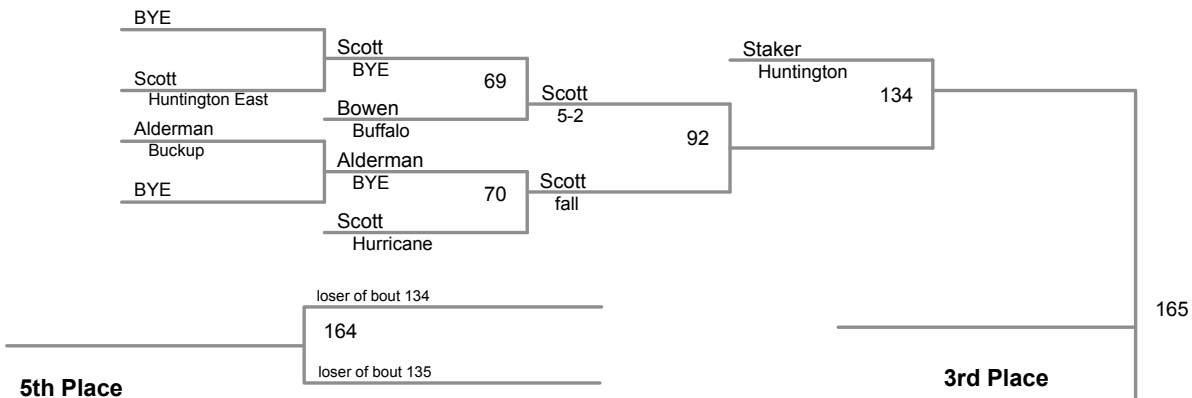 BYE
Scott
Huntington East
Alderman
Buckup
BYE
Scott
BYE
69
Bowen
Buffalo
Alderman
BYE
70
Scott
Hurricane
Scott
5-2
92
Scott
fall
Staker
Huntington
134
loser of bout 134
164
loser of bout 135
5th Place
165
3rd Place